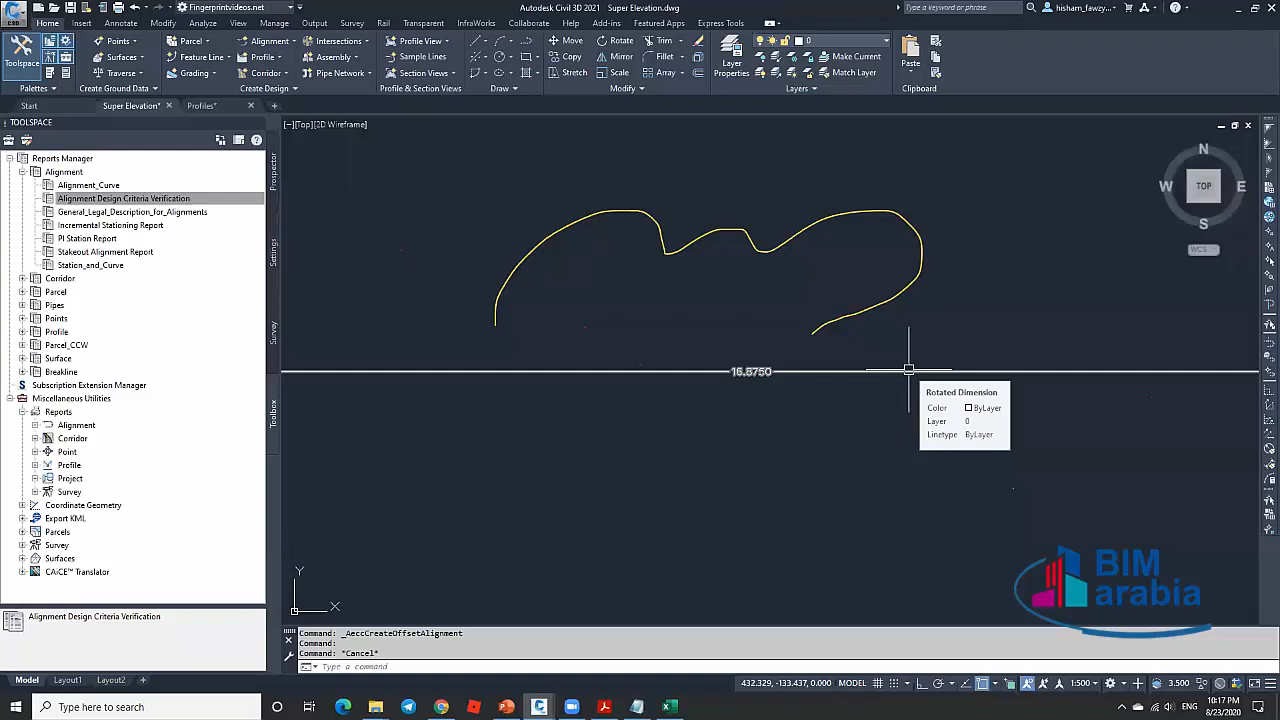 C3D
Fingerprintvideos.net
Autodesk Civil 3D 2021 Super Elevation.dwg
Type a keyword or phrase
hisham_fawzy...
Home Insert Annotate Modify Analyze View Manage Output Survey Rail Transparent InfraWorks Collaborate Help Add-ins Featured Apps Express Tools
Toolspace
Points
Surfaces
Traverse
Parcel
Feature Line
Grading
Alignment
Profile
Corridor
Intersections
Assembly
Pipe Network
Profile View
Sample Lines
Section Views
Move
Copy
Stretch
Rotate
Mirror
Scale
Trim
Fillet
Array
Layer
Properties
0
Make Current
Match Layer
Paste
Palettes Create Ground Data Create Design Profile & Section Views Draw Modify Layers Clipboard
Start Super Elevation* Profiles*
TOOLSPACE
Reports Manager
Alignment
Alignment_Curve
Alignment Design Criteria Verification
General_Legal_Description_for_Alignments
Incremental Stationing Report
PI Station Report
Stakeout Alignment Report
Station_and_Curve
Corridor
Parcel
Pipes
Points
Profile
Parcel_CCW
Surface
Breakline
Subscription Extension Manager
Miscellaneous Utilities
Reports
Alignment
Corridor
Point
Profile
Project
Survey
Coordinate Geometry
Export KML
Parcels
Survey
Surfaces
CAiCE™ Translator
Alignment Design Criteria Verification
Prospector
Settings
Survey
Toolbox
[−][Top][2D Wireframe]
N
W TOP E
S
WCS
16.8750
Rotated Dimension
Color ByLayer
Layer 0
Linetype ByLayer
Y
X
BIM
arabia
Command: _AeccCreateOffsetAlignment
Command:
Command: *Cancel*
Type a command
Model Layout1 Layout2
432.329, -133.437, 0.000 MODEL 1:500 3.500
Type here to search
ENG
10:17 PM
8/23/2020